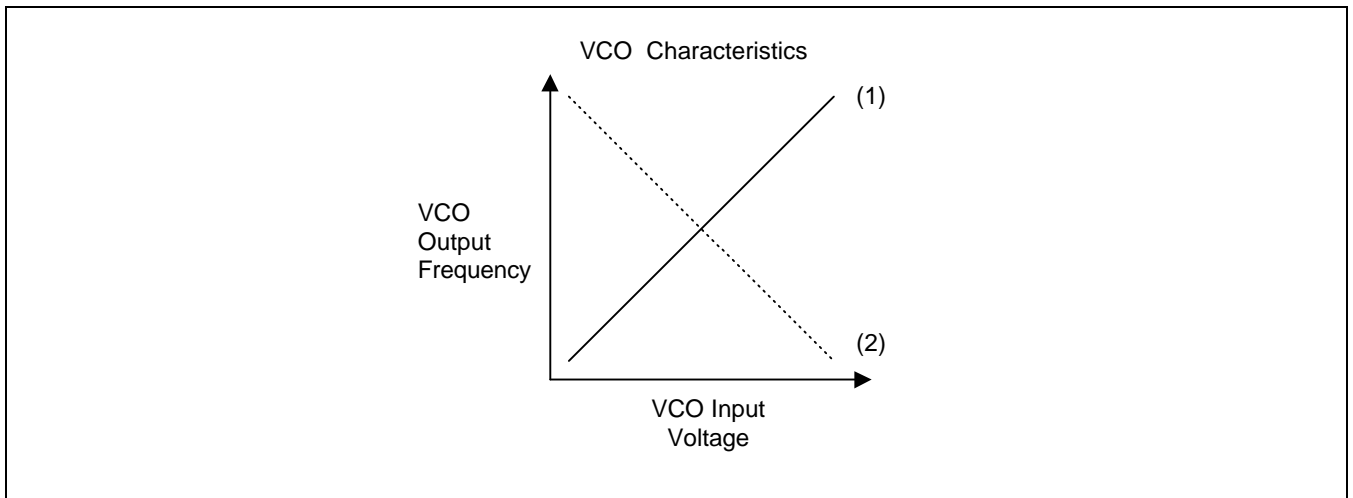 VCO Characteristics
(1)
VCO
Output
Frequency
(2)
VCO Input
Voltage